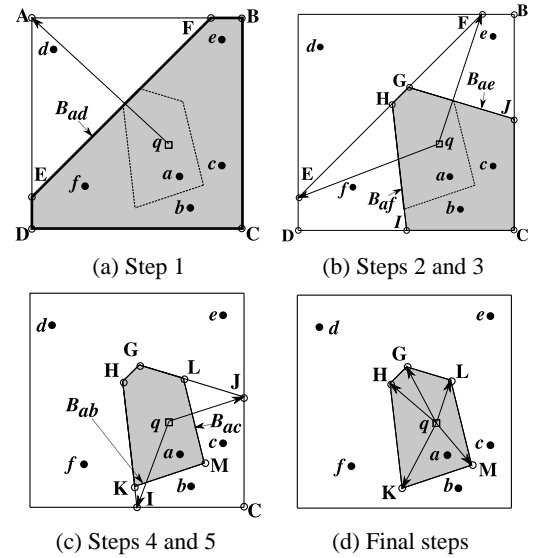 A F B
d e
B_ad
q
E
a c
f
b
D C
(a) Step 1
F B
d e
G B_ae
H J
q
E
f a c
B_af b
D I C
(b) Steps 2 and 3
d e
G
H L
J
B_ab q B_ac
c
f a M
K b
I C
(c) Steps 4 and 5
d e
G
H L
q
c
f a M
K b
(d) Final steps